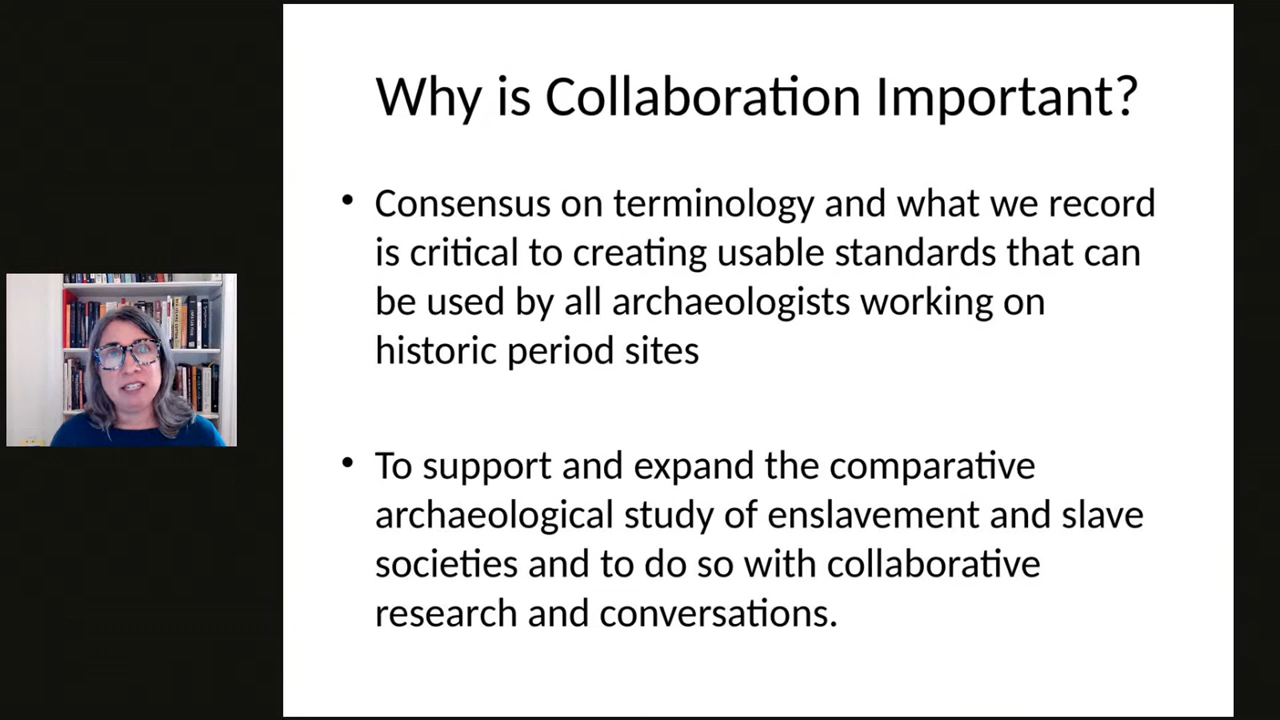 Why is Collaboration Important?
• Consensus on terminology and what we record
is critical to creating usable standards that can
be used by all archaeologists working on
historic period sites
• To support and expand the comparative
archaeological study of enslavement and slave
societies and to do so with collaborative
research and conversations.